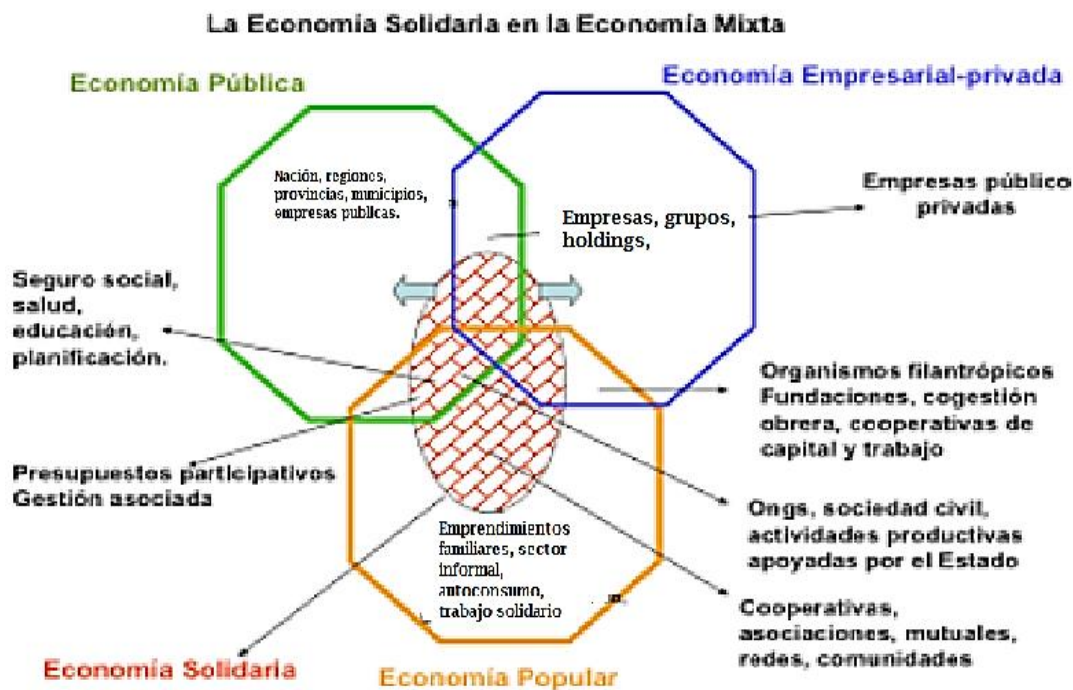 La Economía Solidaria en la Economía Mixta
Economía Pública
Economía Empresarial-privada
Nación, regiones,
provincias, municipios,
empresas publicas.
Empresas, grupos,
holdings,
Empresas público
privadas
Seguro social,
salud,
educación,
planificación.
Organismos filantrópicos
Fundaciones, cogestión
obrera, cooperativas de
capital y trabajo
Presupuestos participativos
Gestión asociada
Ongs, sociedad civil,
actividades productivas
apoyadas por el Estado
Emprendimientos
familiares, sector
informal,
autoconsumo,
trabajo solidario
Cooperativas,
asociaciones, mutuales,
redes, comunidades
Economía Solidaria
Economía Popular